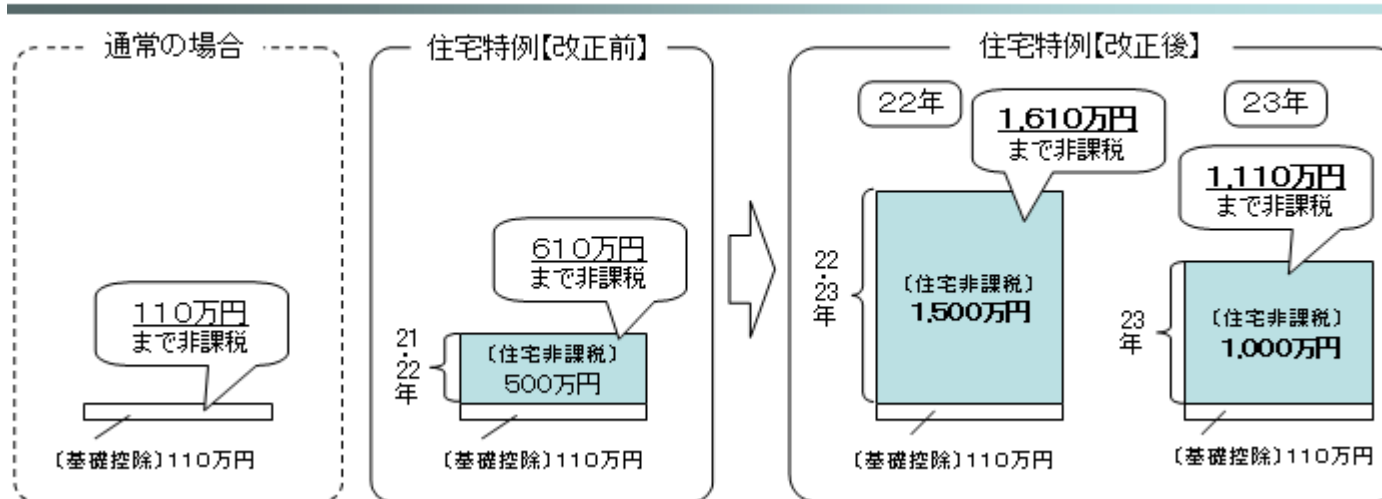 通常の場合
110万円
まで非課税
〔基礎控除〕110万円
住宅特例【改正前】
610万円
まで非課税
21・22年
〔住宅非課税〕
500万円
〔基礎控除〕110万円
住宅特例【改正後】
22年
1,610万円
まで非課税
22・23年
〔住宅非課税〕
1,500万円
〔基礎控除〕110万円
23年
1,110万円
まで非課税
23年
〔住宅非課税〕
1,000万円
〔基礎控除〕110万円